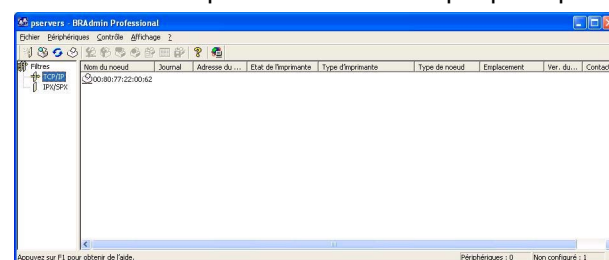 pservers - BRAdmin Professional
Fichier Périphériques Contrôle Affichage ?
Filtres
TCP/IP
IPX/SPX
Nom du noeud Journal Adresse du ... Etat de l'imprimante Type d'imprimante Type de noeud Emplacement Ver. du... Contact
00:80:77:22:00:62
Appuyez sur F1 pour obtenir de l'aide. Périphériques : 0 Non configuré : 1